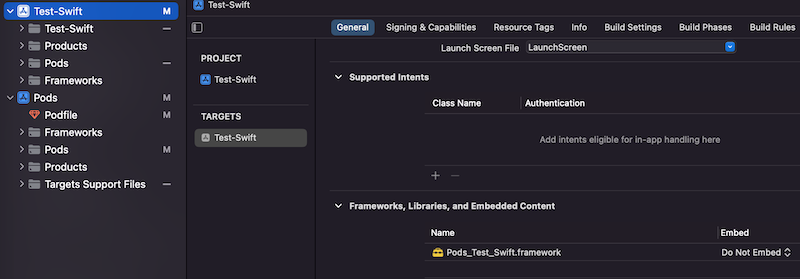 Test-Swift M
Test-Swift
Products
Pods
Frameworks
Pods M
Podfile M
Frameworks
Pods M
Products
Targets Support Files
Test-Swift
General Signing & Capabilities Resource Tags Info Build Settings Build Phases Build Rules
PROJECT
Test-Swift
TARGETS
Test-Swift
Launch Screen File LaunchScreen
Supported Intents
Class Name Authentication
Add intents eligible for in-app handling here
Frameworks, Libraries, and Embedded Content
Name Embed
Pods_Test_Swift.framework Do Not Embed